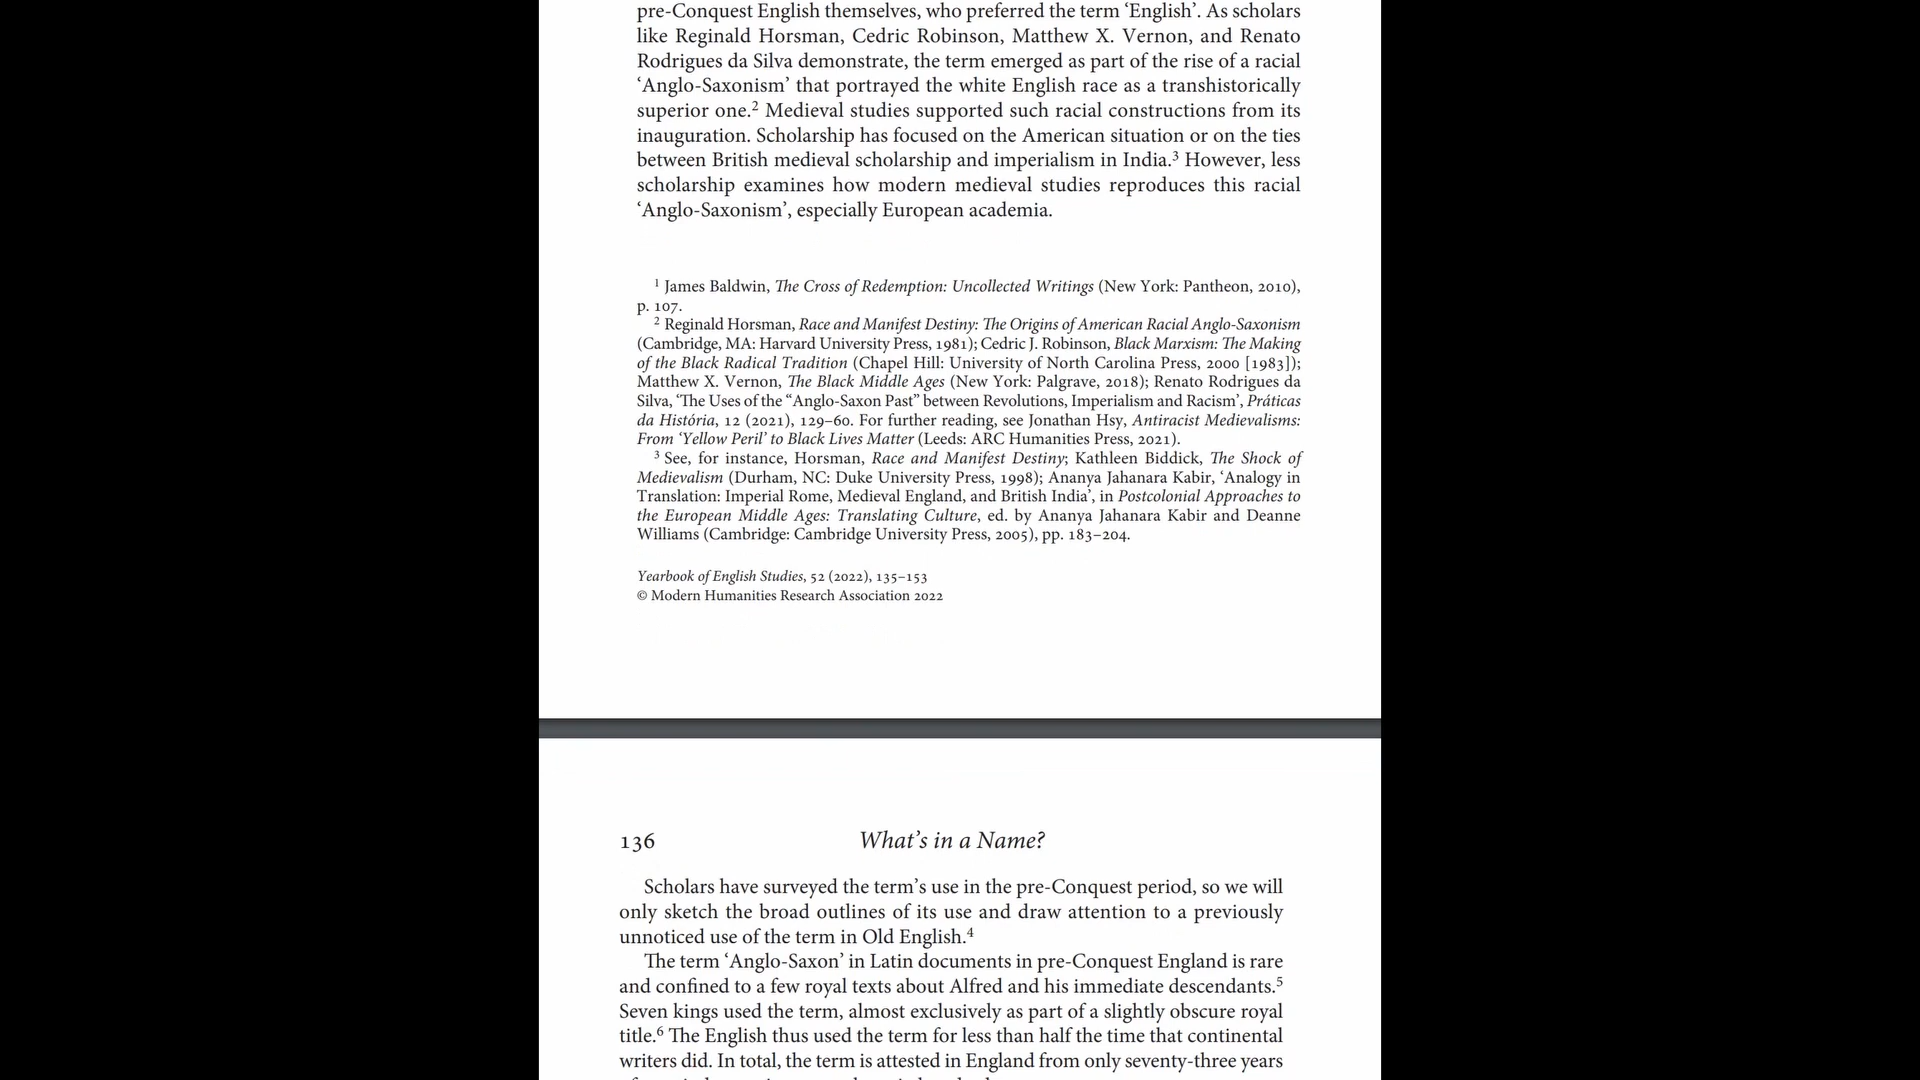 pre-Conquest English themselves, who preferred the term ‘English’. As scholars
like Reginald Horsman, Cedric Robinson, Matthew X. Vernon, and Renato
Rodrigues da Silva demonstrate, the term emerged as part of the rise of a racial
‘Anglo-Saxonism’ that portrayed the white English race as a transhistorically
superior one.² Medieval studies supported such racial constructions from its
inauguration. Scholarship has focused on the American situation or on the ties
between British medieval scholarship and imperialism in India.³ However, less
scholarship examines how modern medieval studies reproduces this racial
‘Anglo-Saxonism’, especially European academia.
¹ James Baldwin, The Cross of Redemption: Uncollected Writings (New York: Pantheon, 2010),
p. 107.
² Reginald Horsman, Race and Manifest Destiny: The Origins of American Racial Anglo-Saxonism
(Cambridge, MA: Harvard University Press, 1981); Cedric J. Robinson, Black Marxism: The Making
of the Black Radical Tradition (Chapel Hill: University of North Carolina Press, 2000 [1983]);
Matthew X. Vernon, The Black Middle Ages (New York: Palgrave, 2018); Renato Rodrigues da
Silva, ‘The Uses of the “Anglo-Saxon Past” between Revolutions, Imperialism and Racism’, Práticas
da História, 12 (2021), 129–60. For further reading, see Jonathan Hsy, Antiracist Medievalisms:
From ‘Yellow Peril’ to Black Lives Matter (Leeds: ARC Humanities Press, 2021).
³ See, for instance, Horsman, Race and Manifest Destiny; Kathleen Biddick, The Shock of
Medievalism (Durham, NC: Duke University Press, 1998); Ananya Jahanara Kabir, ‘Analogy in
Translation: Imperial Rome, Medieval England, and British India’, in Postcolonial Approaches to
the European Middle Ages: Translating Culture, ed. by Ananya Jahanara Kabir and Deanne
Williams (Cambridge: Cambridge University Press, 2005), pp. 183–204.
Yearbook of English Studies, 52 (2022), 135–153
© Modern Humanities Research Association 2022
136 What’s in a Name?
Scholars have surveyed the term’s use in the pre-Conquest period, so we will
only sketch the broad outlines of its use and draw attention to a previously
unnoticed use of the term in Old English.⁴
The term ‘Anglo-Saxon’ in Latin documents in pre-Conquest England is rare
and confined to a few royal texts about Alfred and his immediate descendants.⁵
Seven kings used the term, almost exclusively as part of a slightly obscure royal
title.⁶ The English thus used the term for less than half the time that continental
writers did. In total, the term is attested in England from only seventy-three years